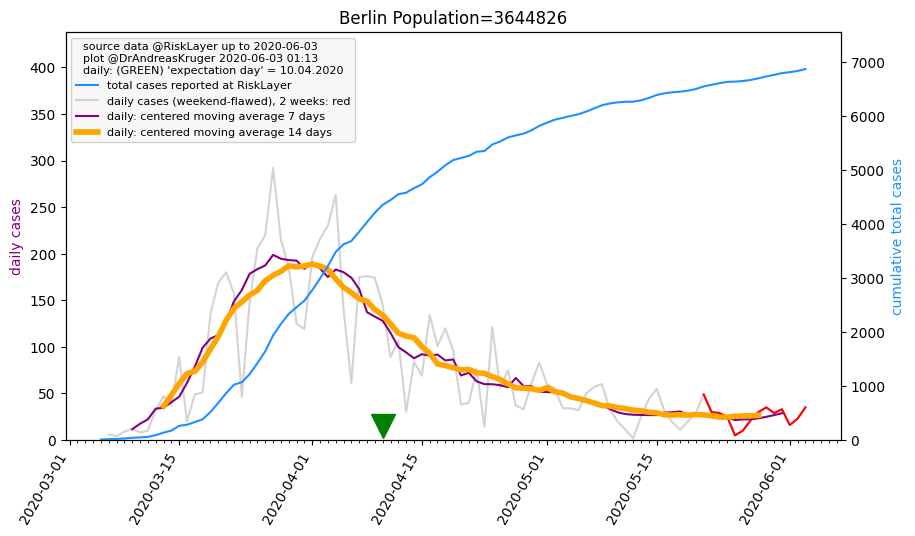 Berlin Population=3644826
source data @RiskLayer up to 2020-06-03
plot @DrAndreasKruger 2020-06-03 01:13
daily: (GREEN) 'expectation day' = 10.04.2020
total cases reported at RiskLayer
daily cases (weekend-flawed), 2 weeks: red
daily: centered moving average 7 days
daily: centered moving average 14 days
daily cases
400
350
300
250
200
150
100
50
0
cumulative total cases
7000
6000
5000
4000
3000
2000
1000
0
2020-03-01
2020-03-15
2020-04-01
2020-04-15
2020-05-01
2020-05-15
2020-06-01